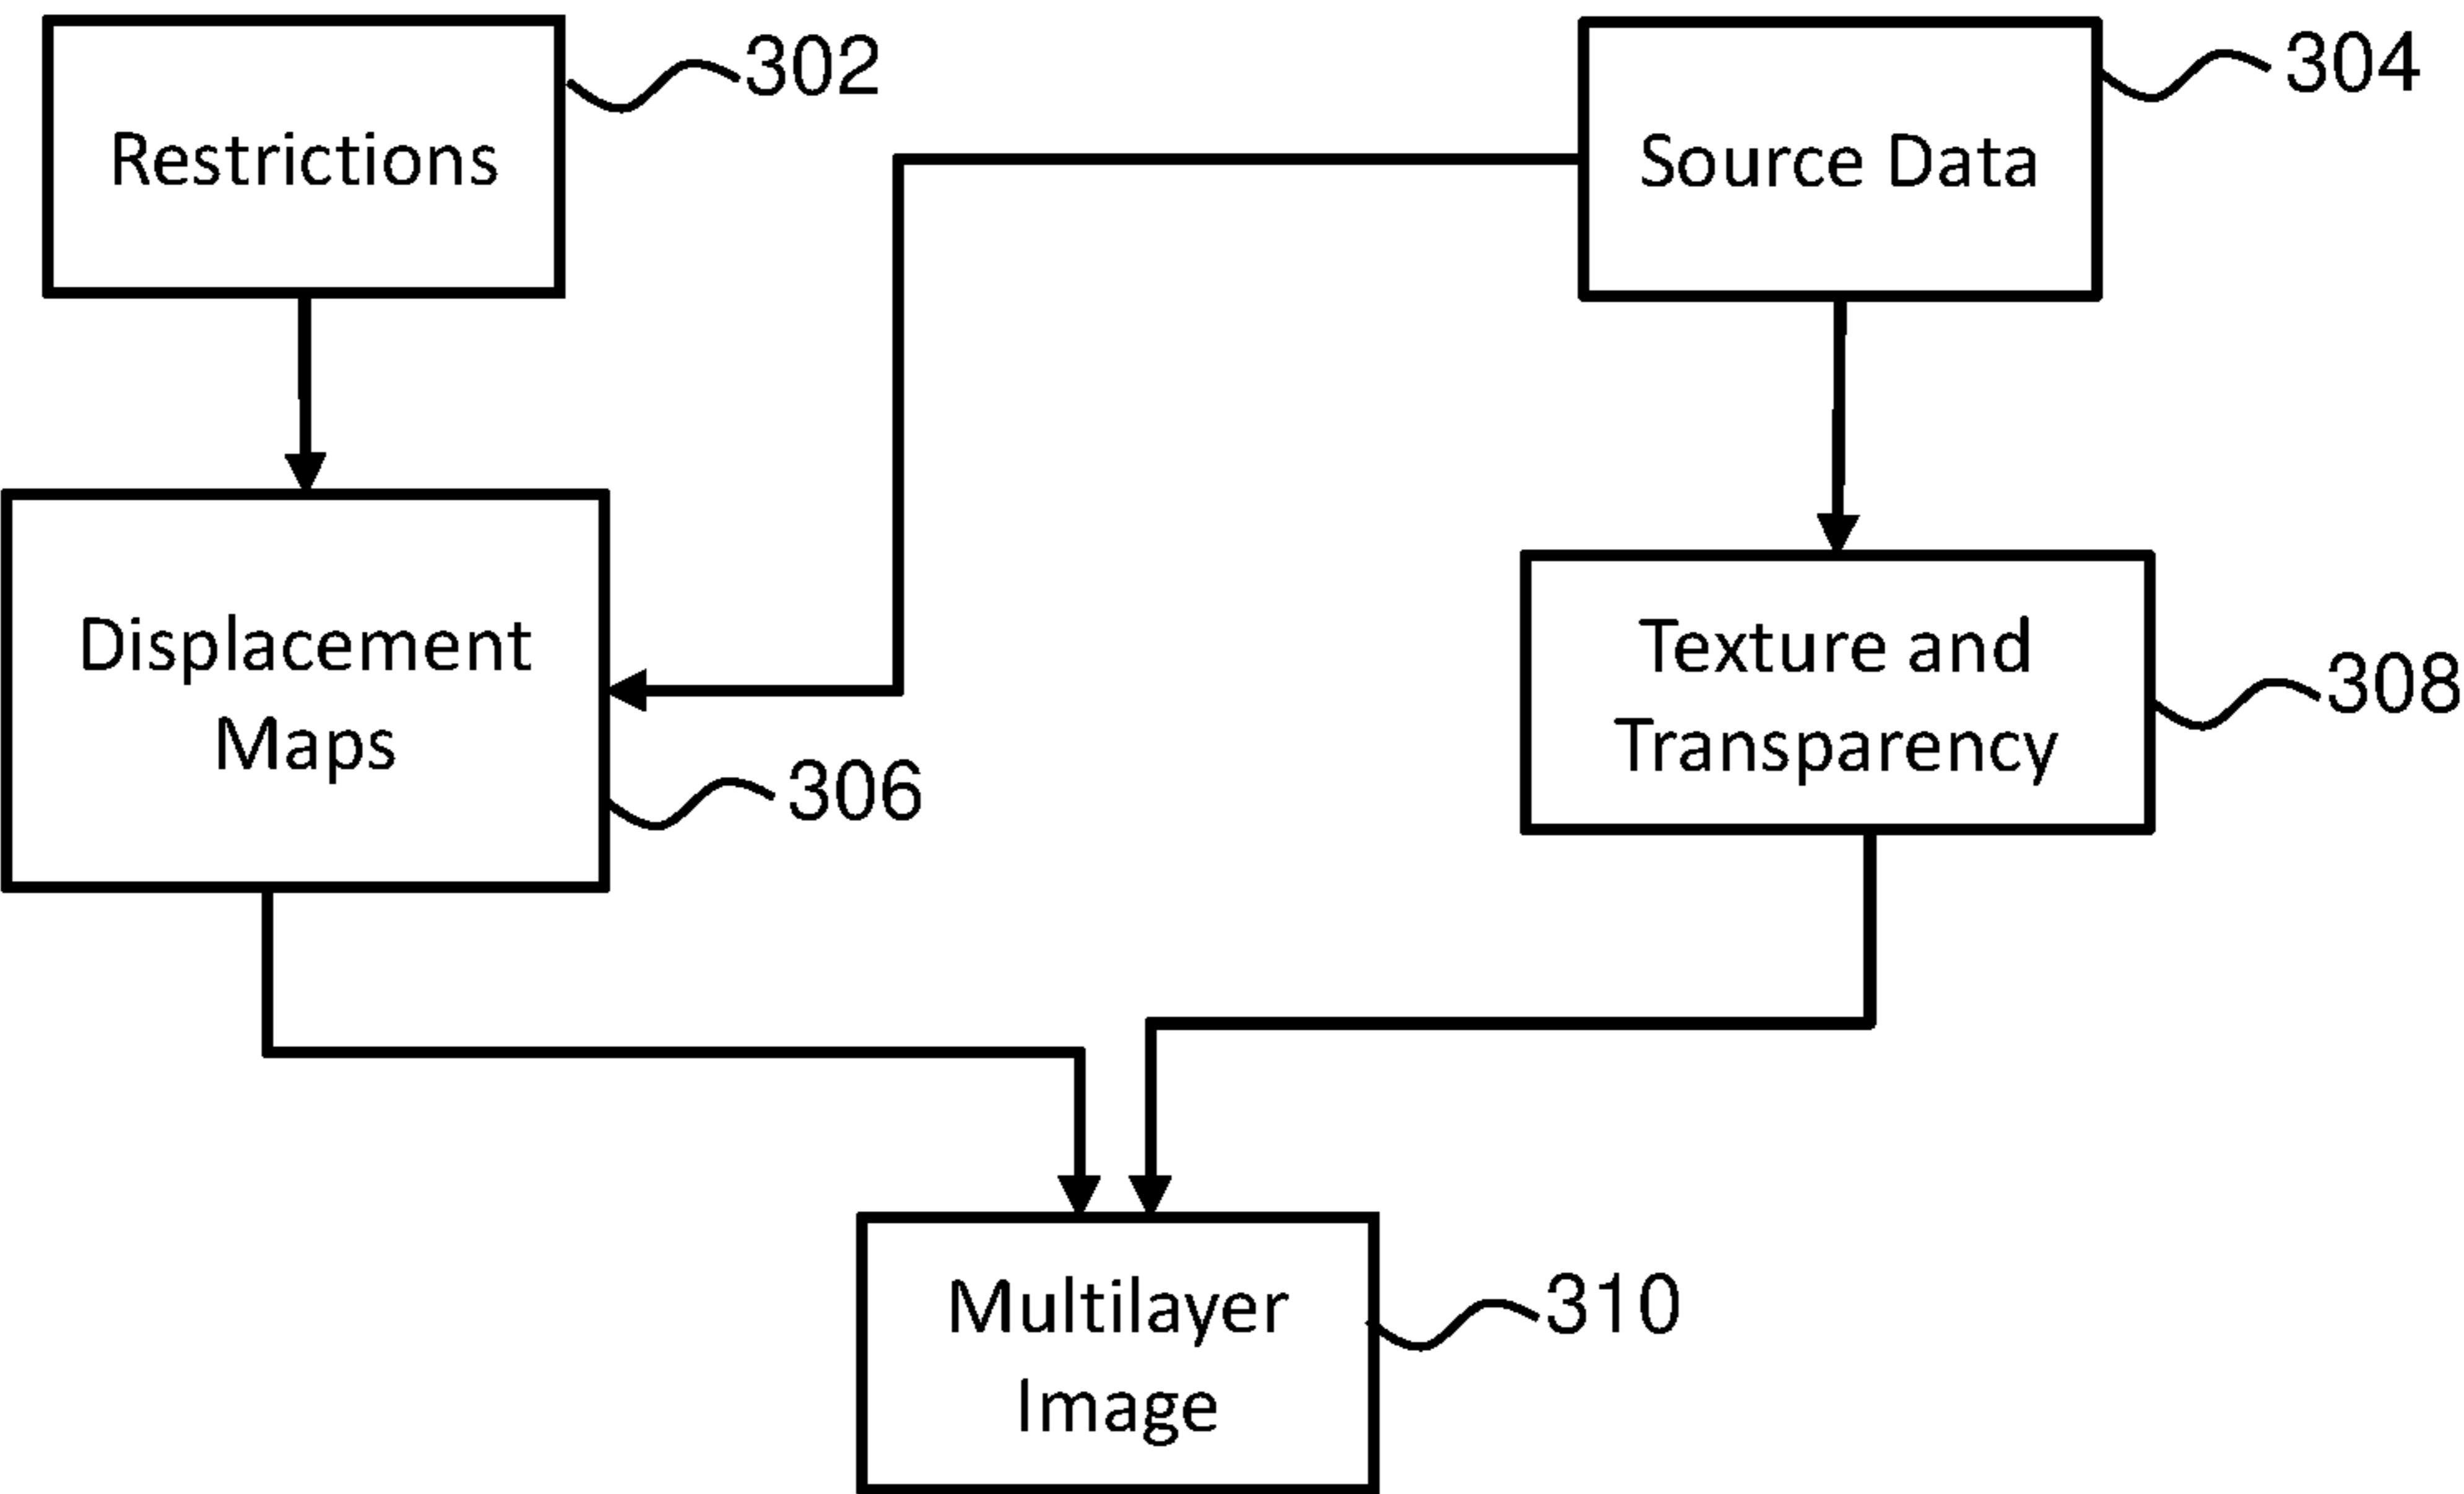 302
304
Restrictions
Source Data
Displacement
Maps
306
Texture and
Transparency
308
Multilayer
Image
310